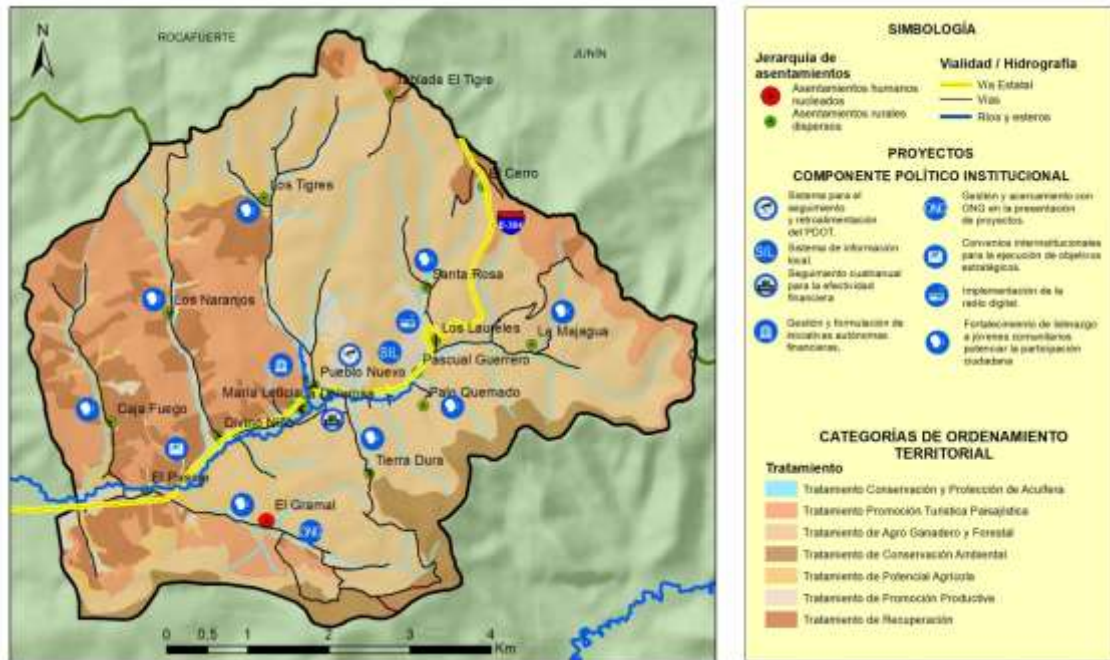 N
ROCAFUERTE
JUNÍN
Tablada El Tigre
El Cerro
Los Tigres
Santa Rosa
Los Naranjos
Los Laureles
La Majagua
SIL
Pascual Guerrero
Pueblo Nuevo
Maria Leticia
Palo Quemado
Caja Fuego
Divino Niño
Tierra Dura
El Gramal
ONG
0 0,5 1 2 3 4
Km
SIMBOLOGÍA
Jerarquía de asentamientos
Asentamientos humanos
nucleados
Asentamientos rurales
dispersos
Vialidad / Hidrografía
Via Estatal
Vias
Rios y esteros
PROYECTOS
COMPONENTE POLÍTICO INSTITUCIONAL
Sistema para el
seguimiento
y retroalimentación
del PDOT.
SIL
Sistema de información
local.
Seguimiento
para la efectividad
financiera
Gestión y formulación de
iniciativas autónomas
financieras.
ONG
Gestión y acercamiento con
ONG en la presentación
de proyectos.
Convenios interinstitucionales
para la ejecución de objetivos
estratégicos.
Implementación de la
radio digital.
Fortalecimiento de liderazgo
a jóvenes comunitarios
potenciar la participación
ciudadana
CATEGORÍAS DE ORDENAMIENTO
TERRITORIAL
Tratamiento
Tratamiento Conservación y Protección de Acuífera
Tratamiento Promoción Turística Paisajística
Tratamiento de Agro Ganadero y Forestal
Tratamiento de Conservación Ambiental
Tratamiento de Potencial Agrícola
Tratamiento de Promoción Productiva
Tratamiento de Recuperación